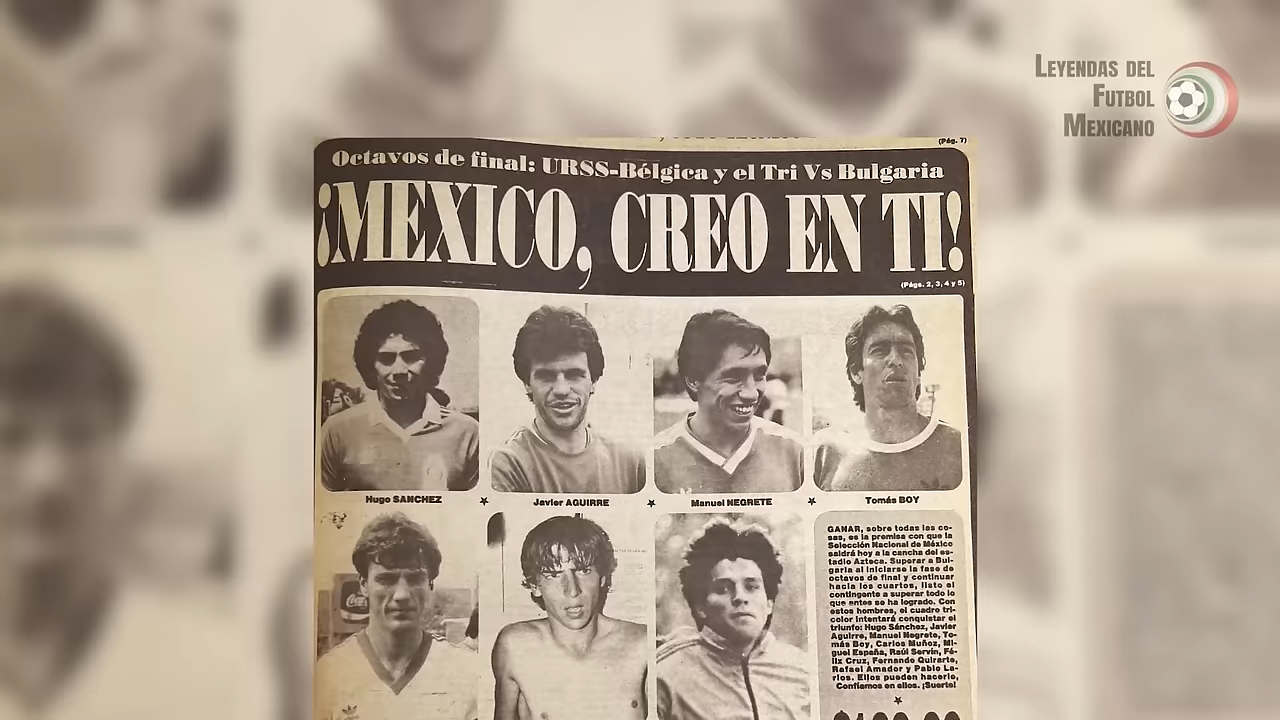 LEYENDAS DEL
FUTBOL
MEXICANO
(Pág. 7)
Octavos de final: URSS-Bélgica y el Tri Vs Bulgaria
¡MEXICO, CREO EN TI!
(Págs. 2, 3, 4 y 5)
Hugo SANCHEZ
Javier AGUIRRE
Manuel NEGRETE
Tomás BOY
GANAR, sobre todas las co-
sas, es la premisa con que la
Selección Nacional de México
saldrá hoy a la cancha del es-
tadio Azteca. Superar a Bul-
garia al iniciarse la fase de
octavos de final y continuar
hacia los cuartos, listo el
contingente a superar todo lo
que antes se ha logrado. Con
estos hombres, el cuadro tri-
color intentará conquistar el
triunfo: Hugo Sánchez, Javier
Aguirre, Manuel Negrete, To-
más Boy, Carlos Muñoz, Mi-
guel España, Raúl Servín, Fé-
lix Cruz, Fernando Quirarte,
Rafael Amador y Pablo La-
rios. Ellos pueden hacerlo,
Confiamos en ellos. ¡Suerte!